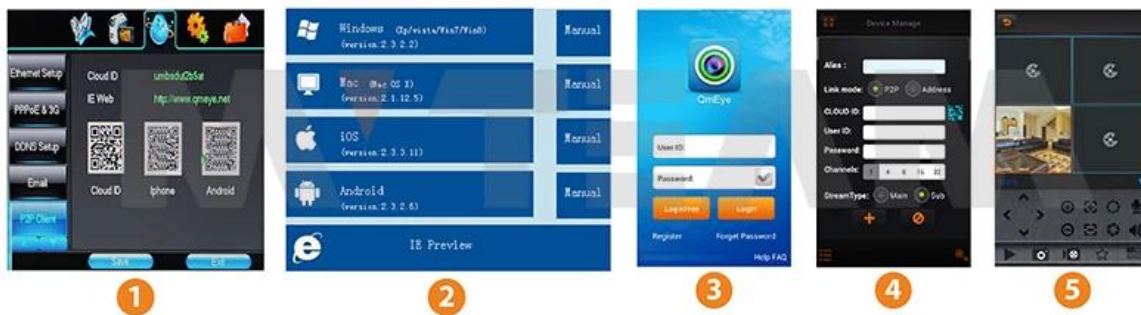 Ethernet Setup
PPPoE & 3G
DDNS Setup
Email
P2P Client
Cloud ID
umbsduf2b5at
IE Web
http://www.qmeye.net
Cloud ID
Iphone
Android
Save
Exit
1
Windows (Xp/vista/Win7/Win8)
(version:2.3.2.2)
Manual
Mac (Mac OS X)
(version:2.1.12.5)
Manual
iOS
(version:2.3.3.11)
Manual
Android
(version:2.3.2.6)
Manual
IE Preview
2
QmEye
User ID:
Password:
LoginFree
Login
Register
Forget Password
Help FAQ
3
Device Manage
Alias :
Link mode:
P2P
Address
CLOUD ID:
User ID:
Password:
Channels:
1 4 8 16 32
StreamType:
Main
Sub
4
5
TEAM